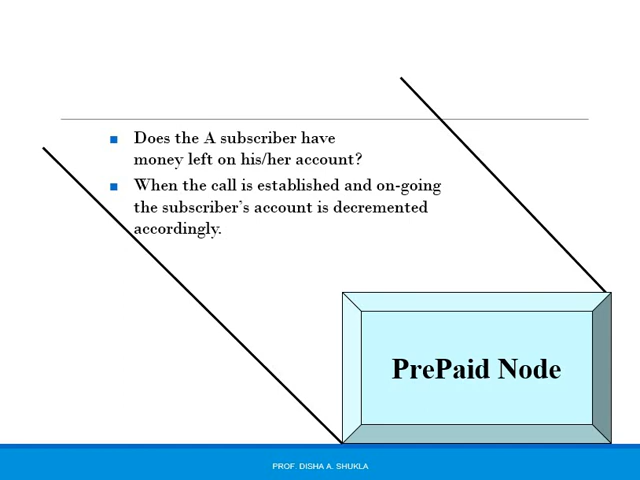 ■ Does the A subscriber have
money left on his/her account?
■ When the call is established and on-going
the subscriber's account is decremented
accordingly.
PrePaid Node
PROF. DISHA A. SHUKLA